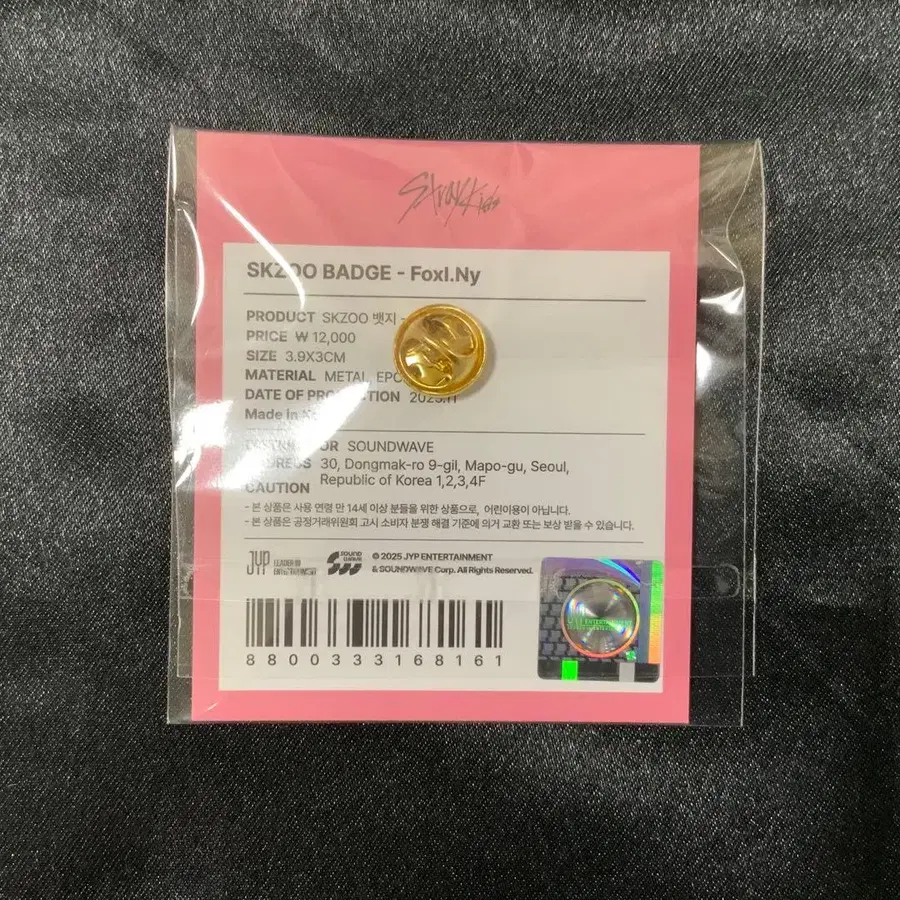 Stray Kids
SKZOO BADGE - FoxI.Ny
PRODUCT SKZOO 뱃지 -
PRICE ₩ 12,000
SIZE 3.9X3CM
MATERIAL METAL,
DATE OF
Made in
SOUNDWAVE
30, Dongmak-ro 9-gil, Mapo-gu, Seoul,
Republic of Korea 1,2,3,4F
CAUTION
- 본 상품은 사용 연령 만 14세 이상 분들을 위한 상품으로, 어린이용이 아닙니다.
- 본 상품은 공정거래위원회 고시 소비자 분쟁 해결 기준에 의거 교환 또는 보상 받을 수 있습니다.
JYP LEADER IN ENTERTAINMENT SOUND WAVE © 2025 JYP ENTERTAINMENT
& SOUNDWAVE Corp. All Rights Reserved.
JYP ENTERTAINMENT
8800333168161